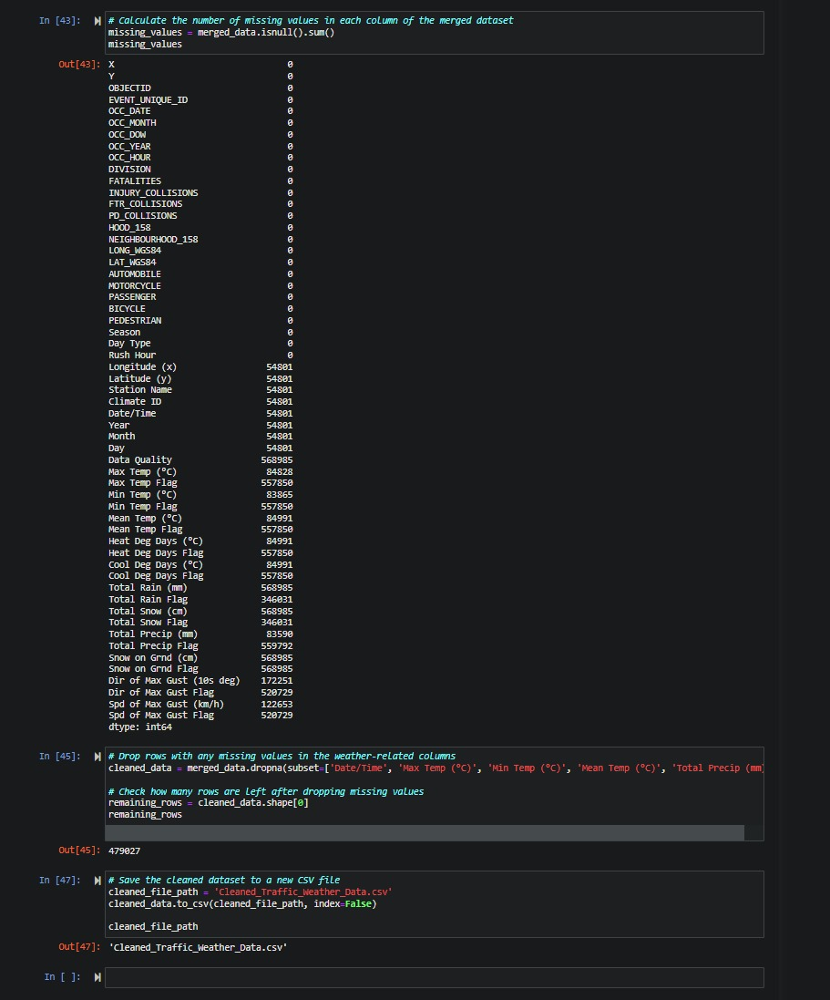 In [43]: # Calculate the number of missing values in each column of the merged dataset
missing_values = merged_data.isnull().sum()
missing_values
Out[43]: X 0
Y 0
OBJECTID 0
EVENT_UNIQUE_ID 0
OCC_DATE 0
OCC_MONTH 0
OCC_DOW 0
OCC_YEAR 0
OCC_HOUR 0
DIVISION 0
FATALITIES 0
INJURY_COLLISIONS 0
FTR_COLLISIONS 0
PD_COLLISIONS 0
HOOD_158 0
NEIGHBOURHOOD_158 0
LONG_WGS84 0
LAT_WGS84 0
AUTOMOBILE 0
MOTORCYCLE 0
PASSENGER 0
BICYCLE 0
PEDESTRIAN 0
Season 0
Day Type 0
Rush Hour 0
Longitude (x) 54801
Latitude (y) 54801
Station Name 54801
Climate ID 54801
Date/Time 54801
Year 54801
Month 54801
Day 54801
Data Quality 568985
Max Temp (°C) 84828
Max Temp Flag 557850
Min Temp (°C) 83865
Min Temp Flag 557850
Mean Temp (°C) 84991
Mean Temp Flag 557850
Heat Deg Days (°C) 84991
Heat Deg Days Flag 557850
Cool Deg Days (°C) 84991
Cool Deg Days Flag 557850
Total Rain (mm) 568985
Total Rain Flag 346031
Total Snow (cm) 568985
Total Snow Flag 346031
Total Precip (mm) 83590
Total Precip Flag 559792
Snow on Grnd (cm) 568985
Snow on Grnd Flag 568985
Dir of Max Gust (10s deg) 172251
Dir of Max Gust Flag 520729
Spd of Max Gust (km/h) 122653
Spd of Max Gust Flag 520729
dtype: int64
In [45]: # Drop rows with any missing values in the weather-related columns
cleaned_data = merged_data.dropna(subset=['Date/Time', 'Max Temp (°C)', 'Min Temp (°C)', 'Mean Temp (°C)', 'Total Precip (mm)
# Check how many rows are left after dropping missing values
remaining_rows = cleaned_data.shape[0]
remaining_rows
Out[45]: 479027
In [47]: # Save the cleaned dataset to a new CSV file
cleaned_file_path = 'Cleaned_Traffic_Weather_Data.csv'
cleaned_data.to_csv(cleaned_file_path, index=False)
cleaned_file_path
Out[47]: 'Cleaned_Traffic_Weather_Data.csv'
In [ ]: